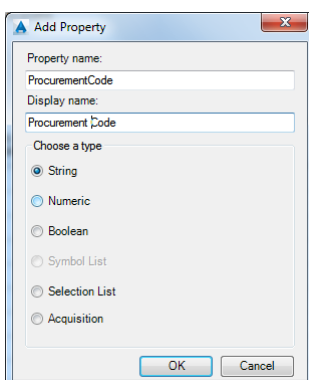 Add Property
Property name:
ProcurementCode
Display name:
Procurement Code
Choose a type
String
Numeric
Boolean
Symbol List
Selection List
Acquisition
OK Cancel